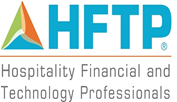 HFTP®
Hospitality Financial and
Technology Professionals